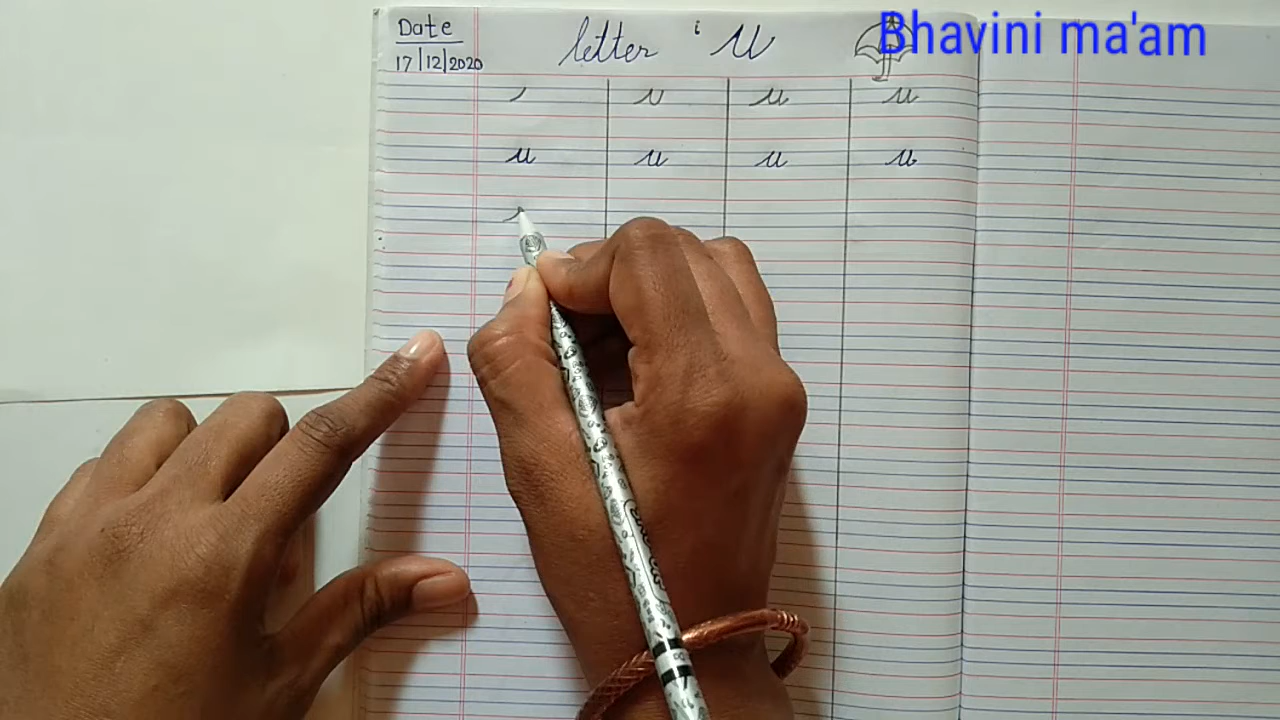 Date
17/12/2020
letter ' u
Bhavini ma'am
u u u
u u u u